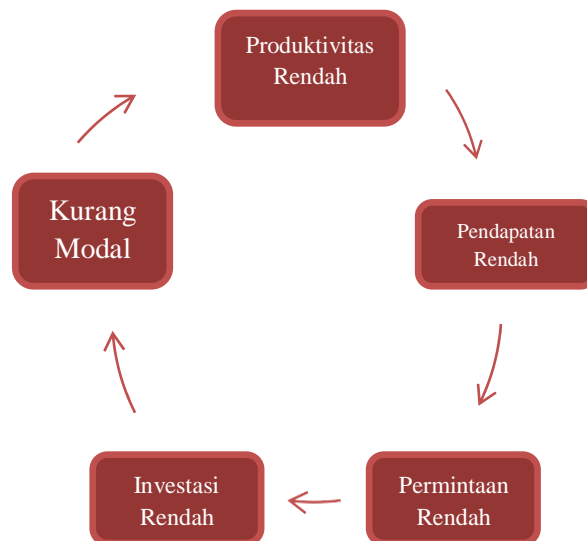 Produktivitas
Rendah
Pendapatan
Rendah
Permintaan
Rendah
Investasi
Rendah
Kurang
Modal